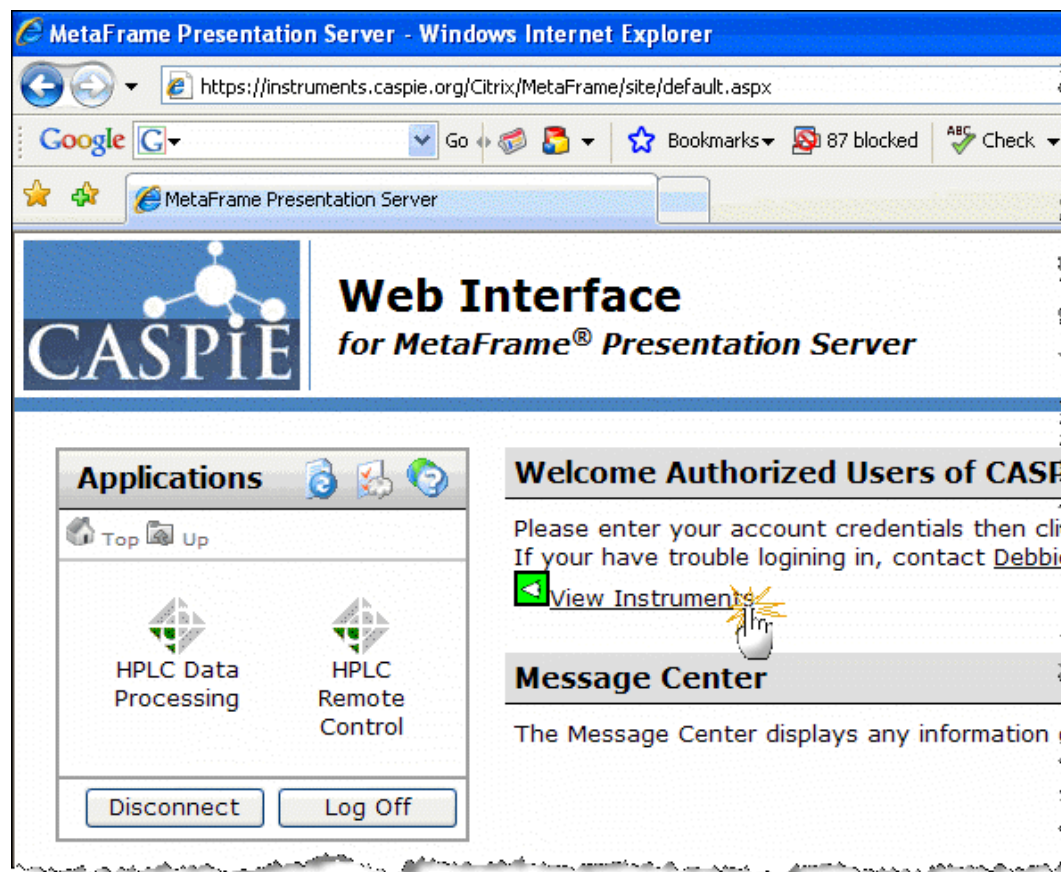 MetaFrame Presentation Server - Windows Internet Explorer
https://instruments.caspie.org/Citrix/MetaFrame/site/default.aspx
Google G Go Bookmarks 87 blocked ABC Check
MetaFrame Presentation Server
CASPiE
Web Interface
for MetaFrame® Presentation Server
Applications
Top Up
HPLC Data
Processing
HPLC
Remote
Control
Disconnect Log Off
Welcome Authorized Users of
Please enter your account credentials then
If your have trouble logining in, contact
View Instruments
Message Center
The Message Center displays any information